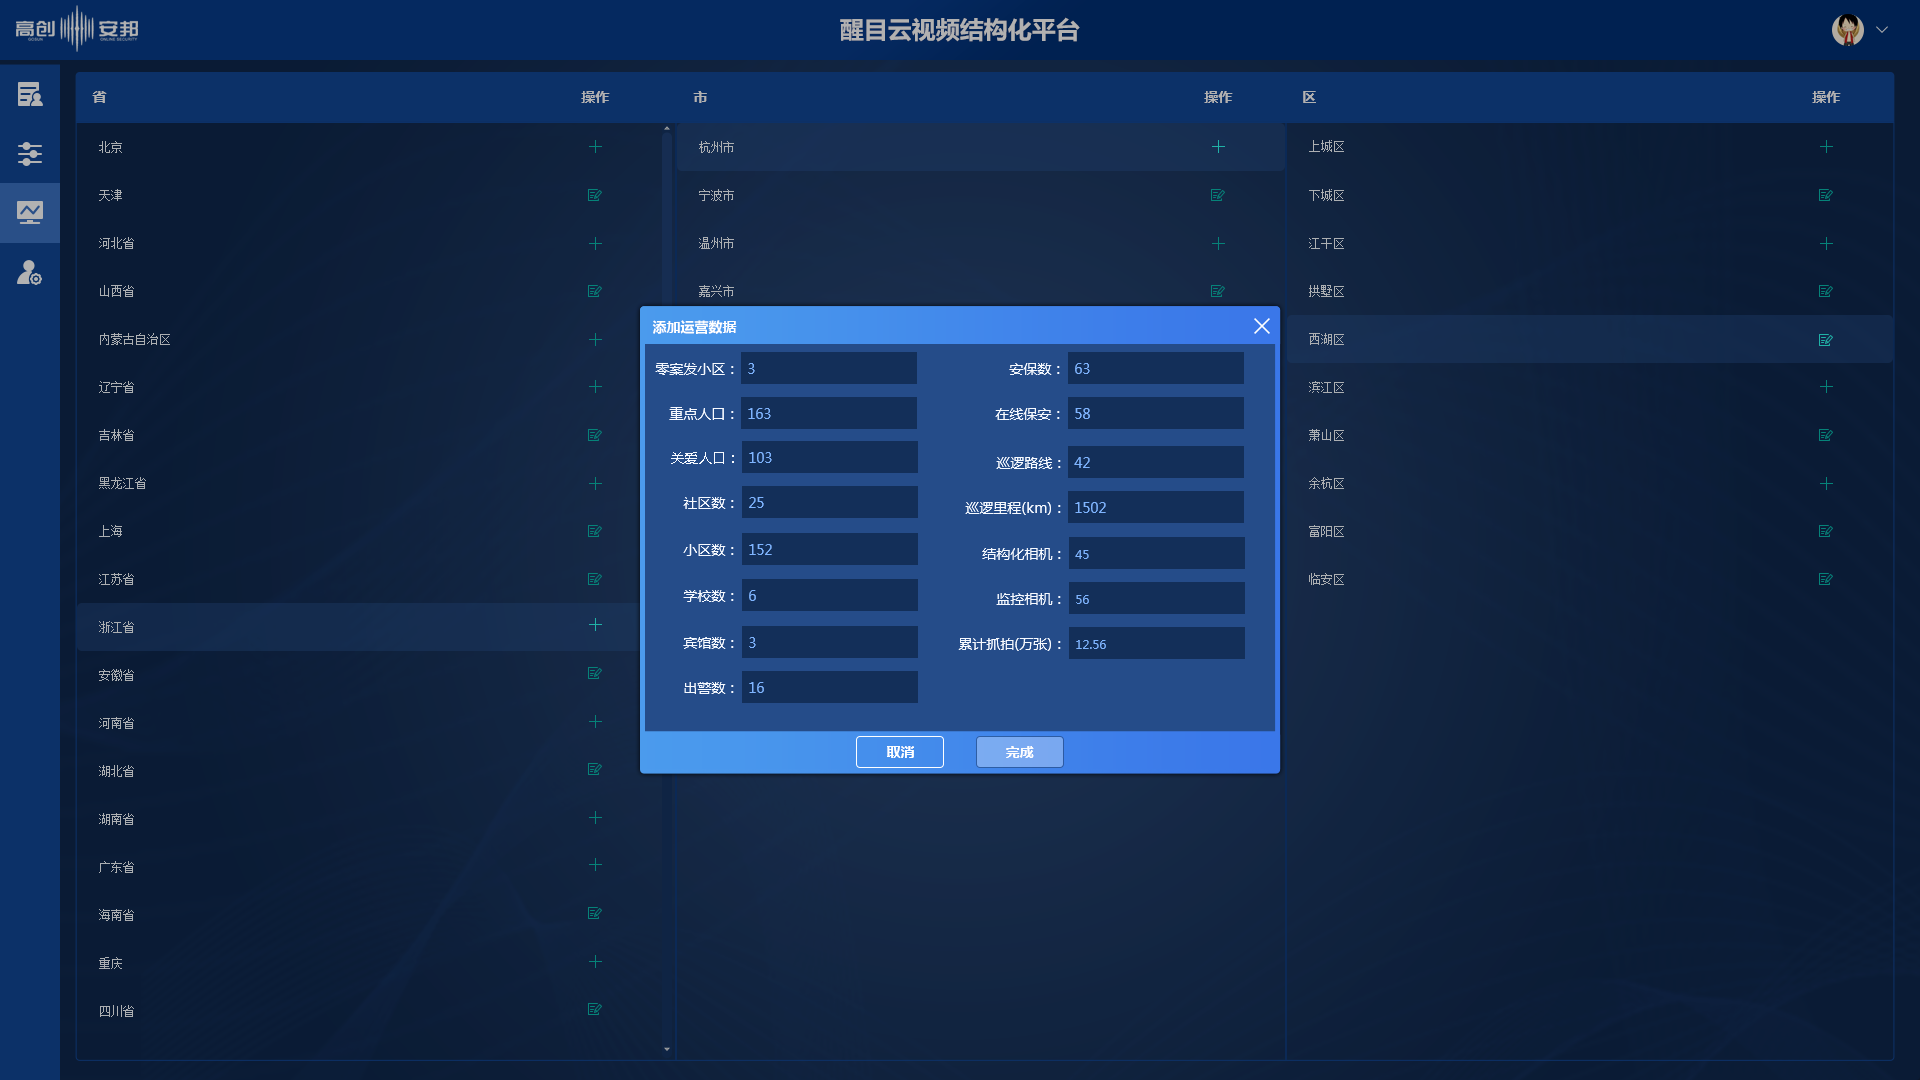 高创 安邦
醒目云视频结构化平台
省 操作 市 操作 区 操作
北京
天津
河北省
山西省
内蒙古自治区
辽宁省
吉林省
黑龙江省
上海
江苏省
浙江省
安徽省
河南省
湖北省
湖南省
广东省
海南省
重庆
四川省
杭州市
宁波市
温州市
嘉兴市
上城区
下城区
江干区
拱墅区
西湖区
滨江区
萧山区
余杭区
富阳区
临安区
添加运营数据
零案发小区： 3
重点人口： 163
关爱人口： 103
社区数： 25
小区数： 152
学校数： 6
宾馆数： 3
出警数： 16
安保数： 63
在线保安： 58
巡逻路线： 42
巡逻里程(km)： 1502
结构化相机： 45
监控相机： 56
累计抓拍(万张)： 12.56
取消 完成